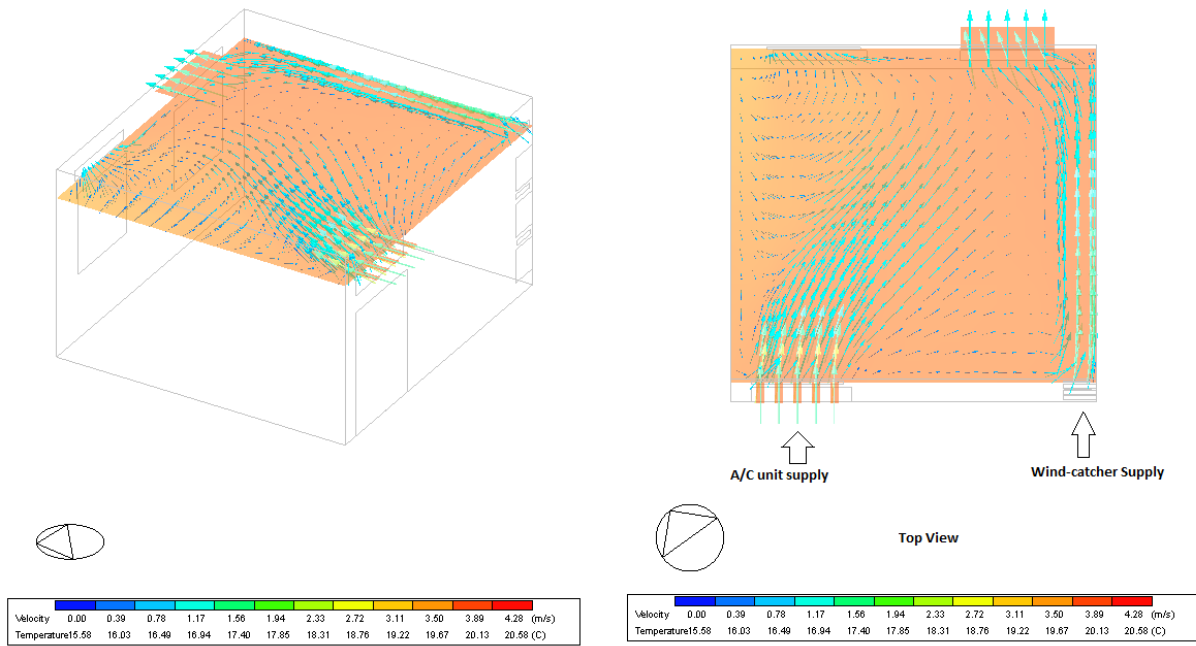 A/C unit supply
Wind-catcher Supply
Top View
Velocity 0.00 0.39 0.78 1.17 1.56 1.94 2.33 2.72 3.11 3.50 3.89 4.28 (m/s)
Temperature15.58 16.03 16.49 16.94 17.40 17.85 18.31 18.76 19.22 19.67 20.13 20.58 (C)
Velocity 0.00 0.39 0.78 1.17 1.56 1.94 2.33 2.72 3.11 3.50 3.89 4.28 (m/s)
Temperature15.58 16.03 16.49 16.94 17.40 17.85 18.31 18.76 19.22 19.67 20.13 20.58 (C)